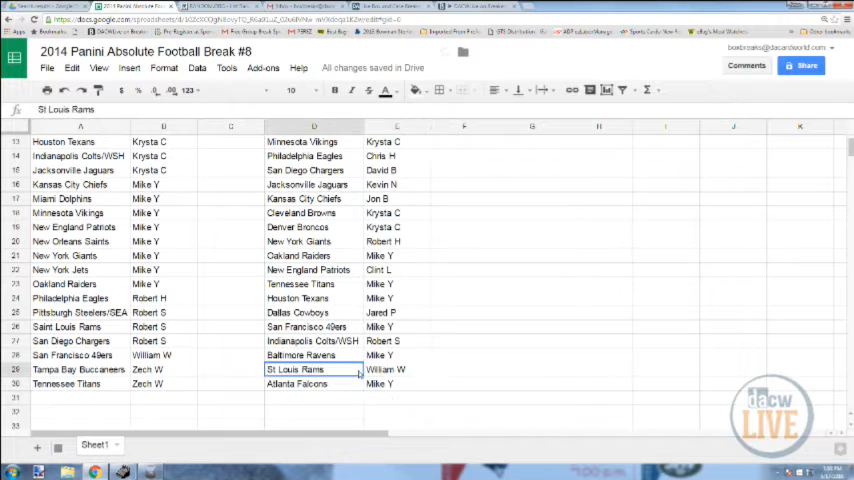 2014 Panini Absolute Football Break #8
boxbreaks@dacardworld.com
File Edit View Insert Format Data Tools Add-ons Help All changes saved in Drive
Comments Share
$ % .0 .00 123 10 B I S A
fx St Louis Rams
A B C D E F G H I J K
13 Houston Texans Krysta C Minnesota Vikings Krysta C
14 Indianapolis Colts/WSH Krysta C Philadelphia Eagles Chris H
15 Jacksonville Jaguars Krysta C San Diego Chargers David B
16 Kansas City Chiefs Mike Y Jacksonville Jaguars Kevin N
17 Miami Dolphins Mike Y Kansas City Chiefs Jon B
18 Minnesota Vikings Mike Y Cleveland Browns Krysta C
19 New England Patriots Mike Y Denver Broncos Krysta C
20 New Orleans Saints Mike Y New York Giants Robert H
21 New York Giants Mike Y Oakland Raiders Mike Y
22 New York Jets Mike Y New England Patriots Clint L
23 Oakland Raiders Mike Y Tennessee Titans Mike Y
24 Philadelphia Eagles Robert H Houston Texans Mike Y
25 Pittsburgh Steelers/SEA Robert S Dallas Cowboys Jared P
26 Saint Louis Rams Robert S San Francisco 49ers Mike Y
27 San Diego Chargers Robert S Indianapolis Colts/WSH Robert S
28 San Francisco 49ers William W Baltimore Ravens Mike Y
29 Tampa Bay Buccaneers Zech W St Louis Rams William W
30 Tennessee Titans Zech W Atlanta Falcons Mike Y
31
32
33
dacw
LIVE
Sheet1